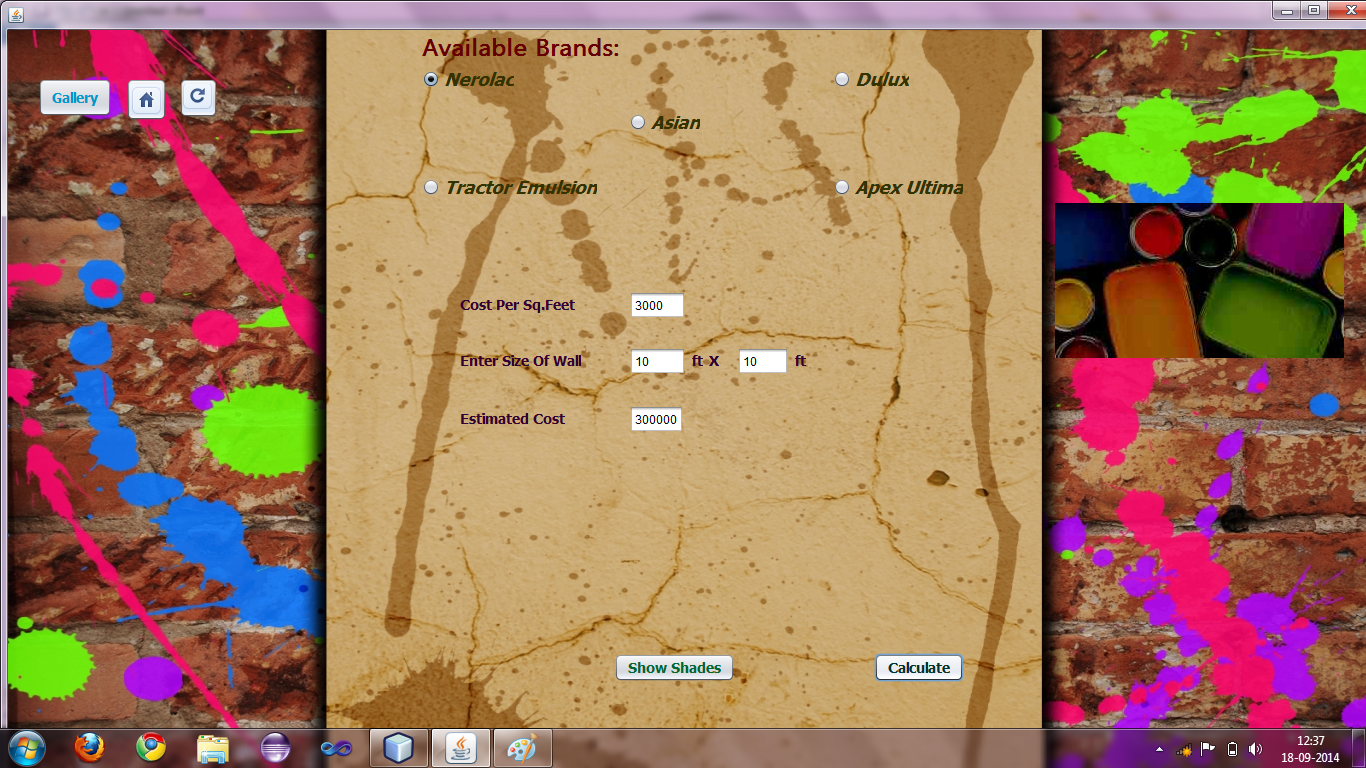 Available Brands:
Nerolac
Dulux
Gallery
Asian
Tractor Emulsion
Apex Ultima
Cost Per Sq.Feet 3000
Enter Size Of Wall 10 ft X 10 ft
Estimated Cost 300000
Show Shades
Calculate
12:37
18-09-2014